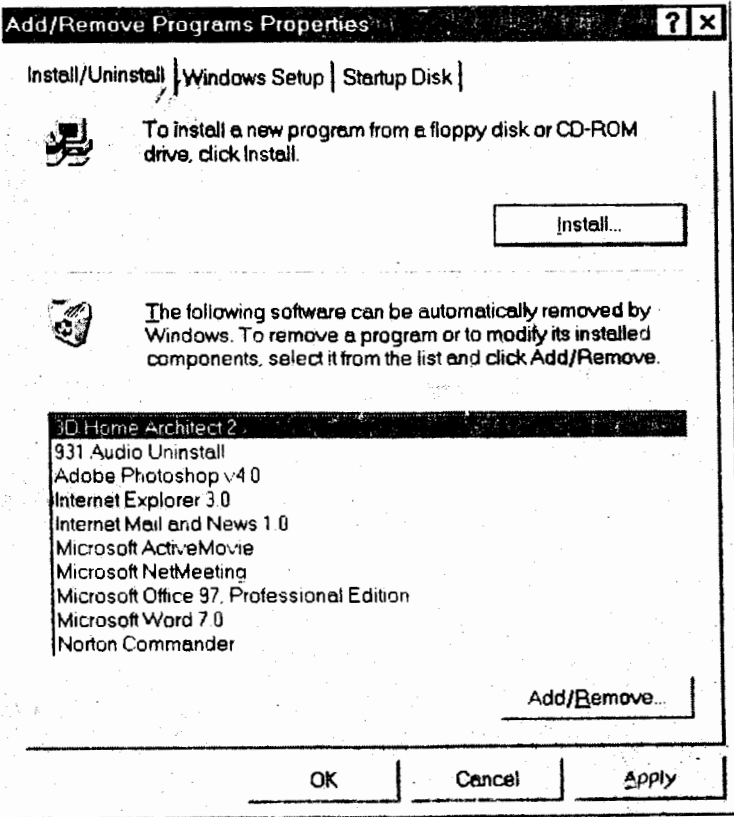 Add/Remove Programs Properties
? ×
Install/Uninstall Windows Setup Startup Disk
To install a new program from a floppy disk or CD-ROM
drive, click Install.
Install...
The following software can be automatically removed by
Windows. To remove a program or to modify its installed
components, select it from the list and click Add/Remove.
3D Home Architect 2
931 Audio Uninstall
Adobe Photoshop v4.0
Internet Explorer 3.0
Internet Mail and News 1.0
Microsoft ActiveMovie
Microsoft NetMeeting
Microsoft Office 97, Professional Edition
Microsoft Word 7.0
Norton Commander
Add/Remove...
OK Cancel Apply